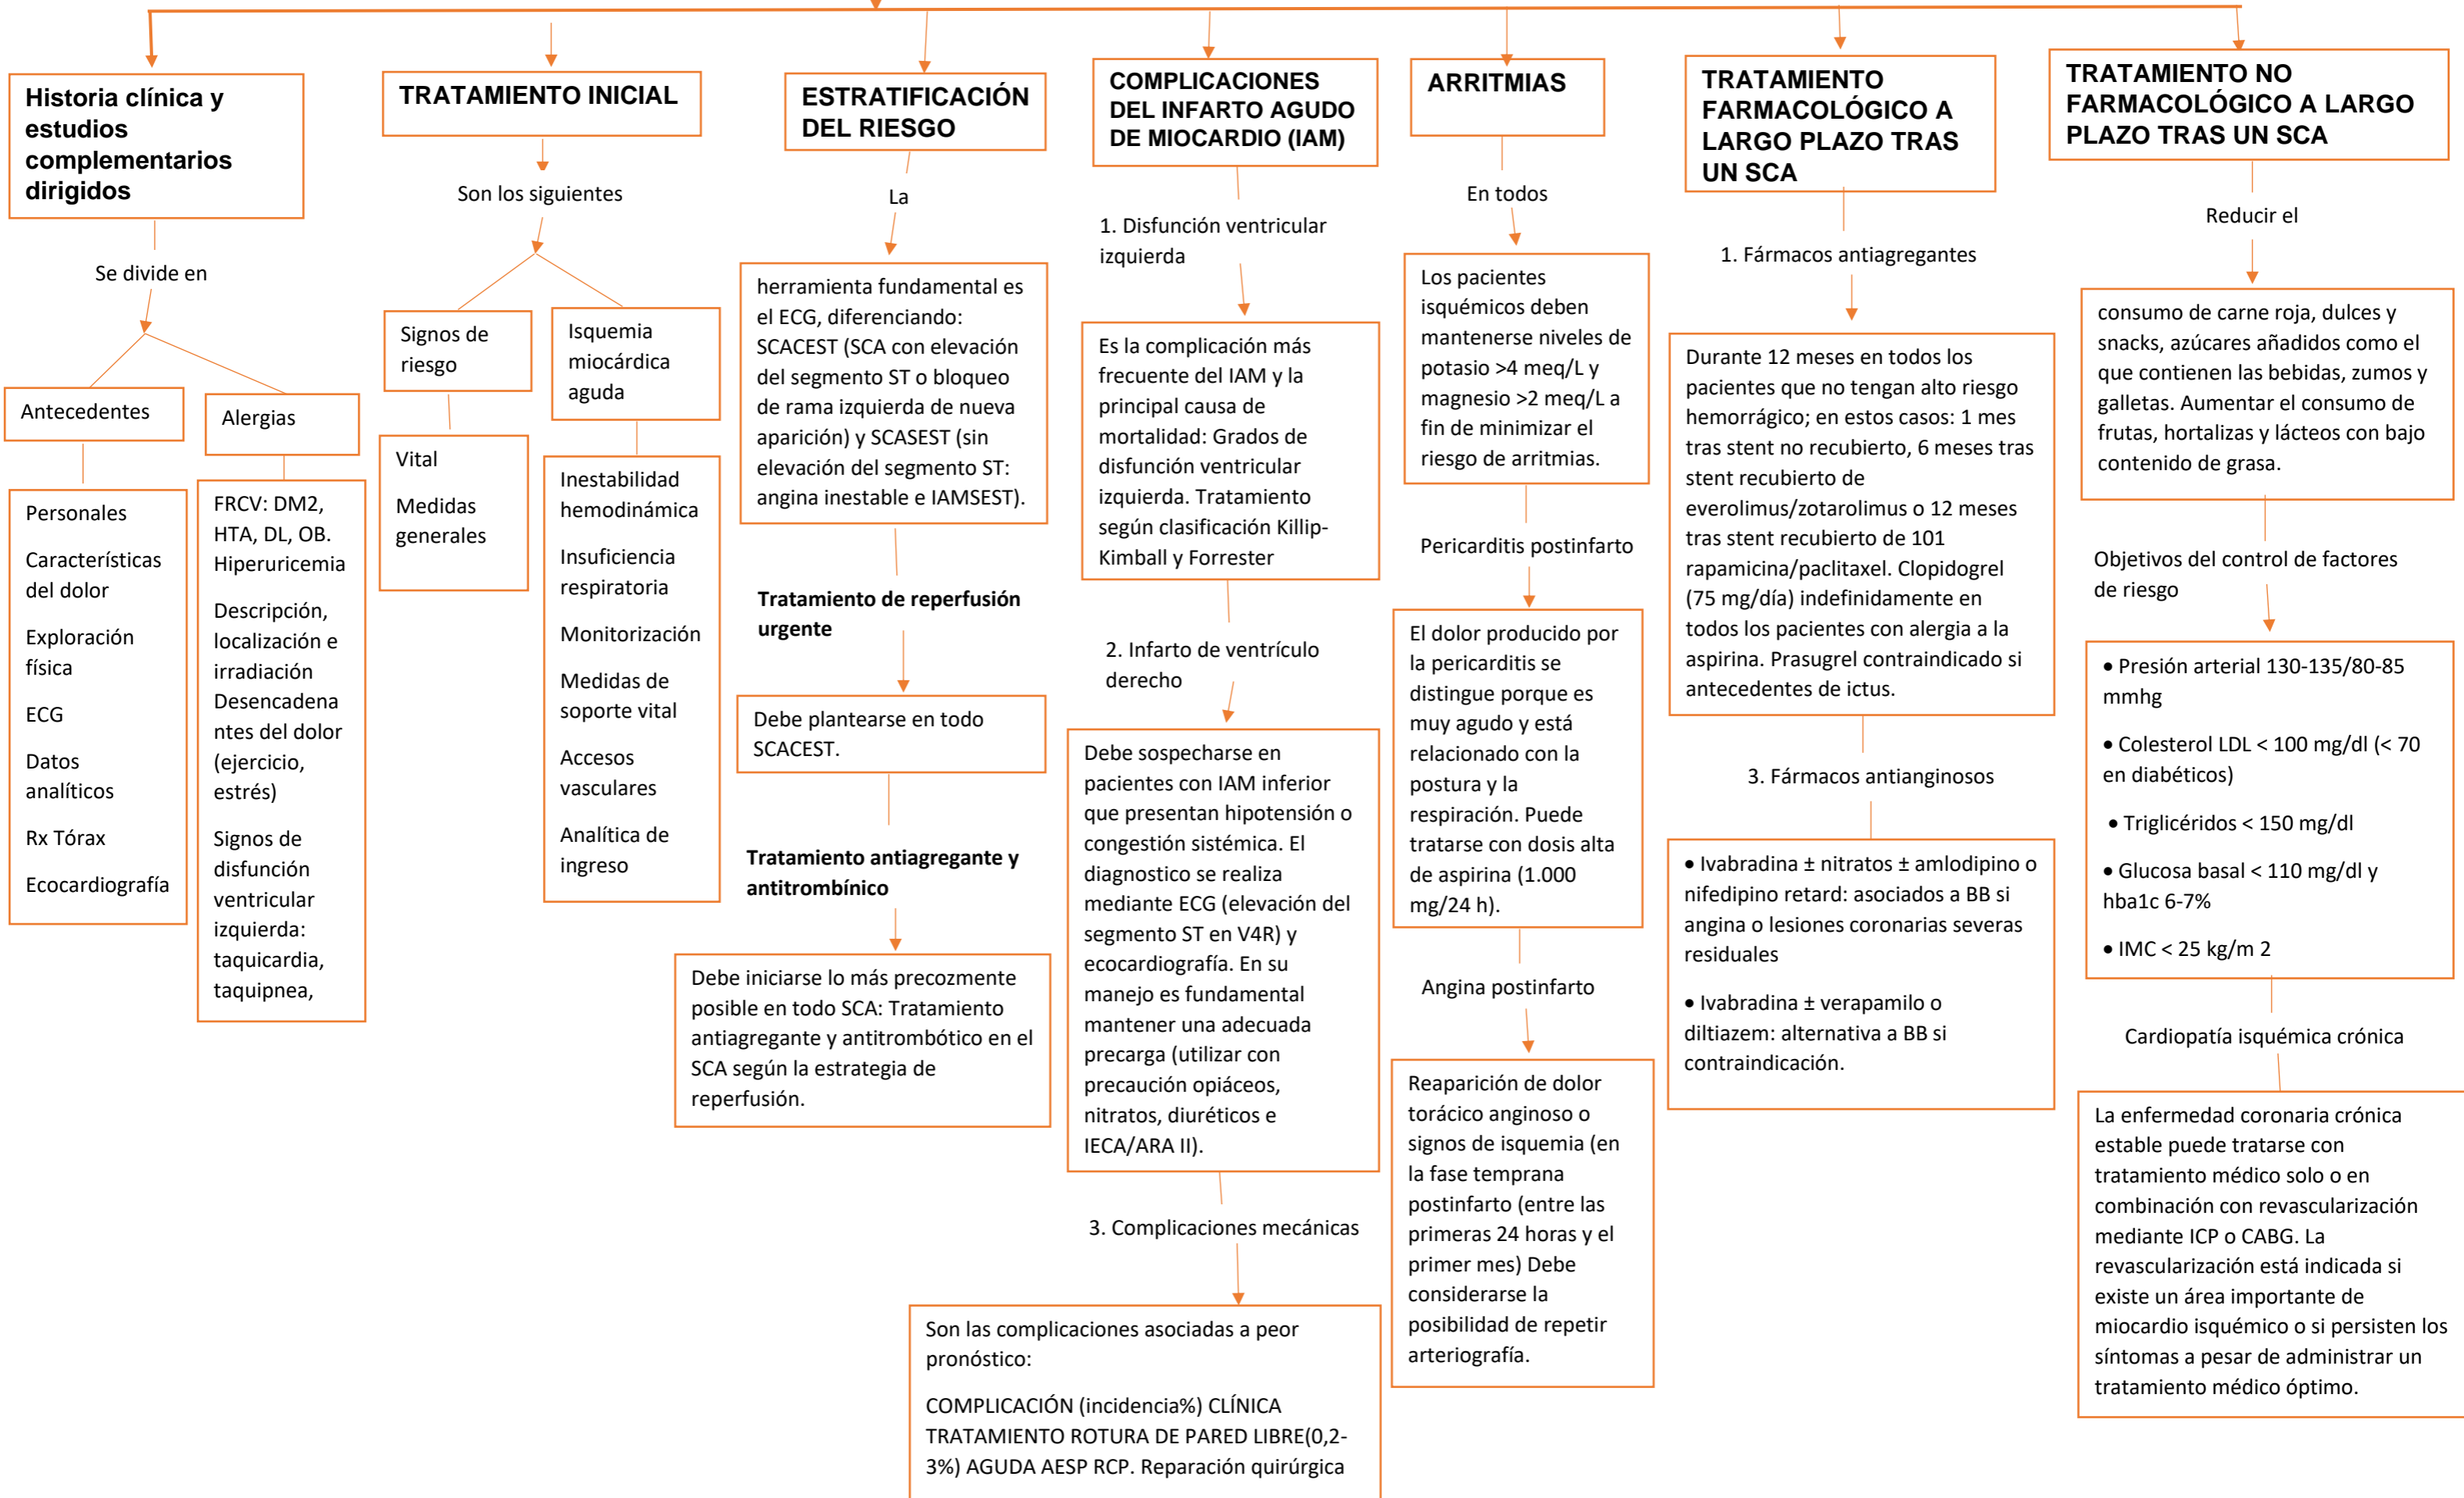 Historia clínica y
estudios
complementarios
dirigidos
Se divide en
Antecedentes
Personales
Características
del dolor
Exploración
física
ECG
Datos
analíticos
Rx Tórax
Ecocardiografía
Alergias
FRCV: DM2,
HTA, DL, OB.
Hiperuricemia
Descripción,
localización e
irradiación
Desencadena
ntes del dolor
(ejercicio,
estrés)
Signos de
disfunción
ventricular
izquierda:
taquicardia,
taquipnea,
TRATAMIENTO INICIAL
Son los siguientes
Signos de
riesgo
Vital
Medidas
generales
Isquemia
miocárdica
aguda
Inestabilidad
hemodinámica
Insuficiencia
respiratoria
Monitorización
Medidas de
soporte vital
Accesos
vasculares
Analítica de
ingreso
ESTRATIFICACIÓN
DEL RIESGO
La
herramienta fundamental es
el ECG, diferenciando:
SCACEST (SCA con elevación
del segmento ST o bloqueo
de rama izquierda de nueva
aparición) y SCASEST (sin
elevación del segmento ST:
angina inestable e IAMSEST).
Tratamiento de reperfusión
urgente
Debe plantearse en todo
SCACEST.
Tratamiento antiagregante y
antitrombínico
Debe iniciarse lo más precozmente
posible en todo SCA: Tratamiento
antiagregante y antitrombótico en el
SCA según la estrategia de
reperfusión.
COMPLICACIONES
DEL INFARTO AGUDO
DE MIOCARDIO (IAM)
1. Disfunción ventricular
izquierda
Es la complicación más
frecuente del IAM y la
principal causa de
mortalidad: Grados de
disfunción ventricular
izquierda. Tratamiento
según clasificación Killip-
Kimball y Forrester
2. Infarto de ventrículo
derecho
Debe sospecharse en
pacientes con IAM inferior
que presentan hipotensión o
congestión sistémica. El
diagnostico se realiza
mediante ECG (elevación del
segmento ST en V4R) y
ecocardiografía. En su
manejo es fundamental
mantener una adecuada
precarga (utilizar con
precaución opiáceos,
nitratos, diuréticos e
IECA/ARA II).
3. Complicaciones mecánicas
Son las complicaciones asociadas a peor
pronóstico:
COMPLICACIÓN (incidencia%) CLÍNICA
TRATAMIENTO ROTURA DE PARED LIBRE(0,2-
3%) AGUDA AESP RCP. Reparación quirúrgica
ARRITMIAS
En todos
Los pacientes
isquémicos deben
mantenerse niveles de
potasio >4 meq/L y
magnesio >2 meq/L a
fin de minimizar el
riesgo de arritmias.
Pericarditis postinfarto
El dolor producido por
la pericarditis se
distingue porque es
muy agudo y está
relacionado con la
postura y la
respiración. Puede
tratarse con dosis alta
de aspirina (1.000
mg/24 h).
Angina postinfarto
Reaparición de dolor
torácico anginoso o
signos de isquemia (en
la fase temprana
postinfarto (entre las
primeras 24 horas y el
primer mes) Debe
considerarse la
posibilidad de repetir
arteriografía.
TRATAMIENTO
FARMACOLÓGICO A
LARGO PLAZO TRAS
UN SCA
1. Fármacos antiagregantes
Durante 12 meses en todos los
pacientes que no tengan alto riesgo
hemorrágico; en estos casos: 1 mes
tras stent no recubierto, 6 meses tras
stent recubierto de
everolimus/zotarolimus o 12 meses
tras stent recubierto de 101
rapamicina/paclitaxel. Clopidogrel
(75 mg/día) indefinidamente en
todos los pacientes con alergia a la
aspirina. Prasugrel contraindicado si
antecedentes de ictus.
3. Fármacos antianginosos
• Ivabradina ± nitratos ± amlodipino o
nifedipino retard: asociados a BB si
angina o lesiones coronarias severas
residuales
• Ivabradina ± verapamilo o
diltiazem: alternativa a BB si
contraindicación.
TRATAMIENTO NO
FARMACOLÓGICO A LARGO
PLAZO TRAS UN SCA
Reducir el
consumo de carne roja, dulces y
snacks, azúcares añadidos como el
que contienen las bebidas, zumos y
galletas. Aumentar el consumo de
frutas, hortalizas y lácteos con bajo
contenido de grasa.
Objetivos del control de factores
de riesgo
• Presión arterial 130-135/80-85
mmhg
• Colesterol LDL < 100 mg/dl (< 70
en diabéticos)
• Triglicéridos < 150 mg/dl
• Glucosa basal < 110 mg/dl y
hba1c 6-7%
• IMC < 25 kg/m 2
Cardiopatía isquémica crónica
La enfermedad coronaria crónica
estable puede tratarse con
tratamiento médico solo o en
combinación con revascularización
mediante ICP o CABG. La
revascularización está indicada si
existe un área importante de
miocardio isquémico o si persisten los
síntomas a pesar de administrar un
tratamiento médico óptimo.